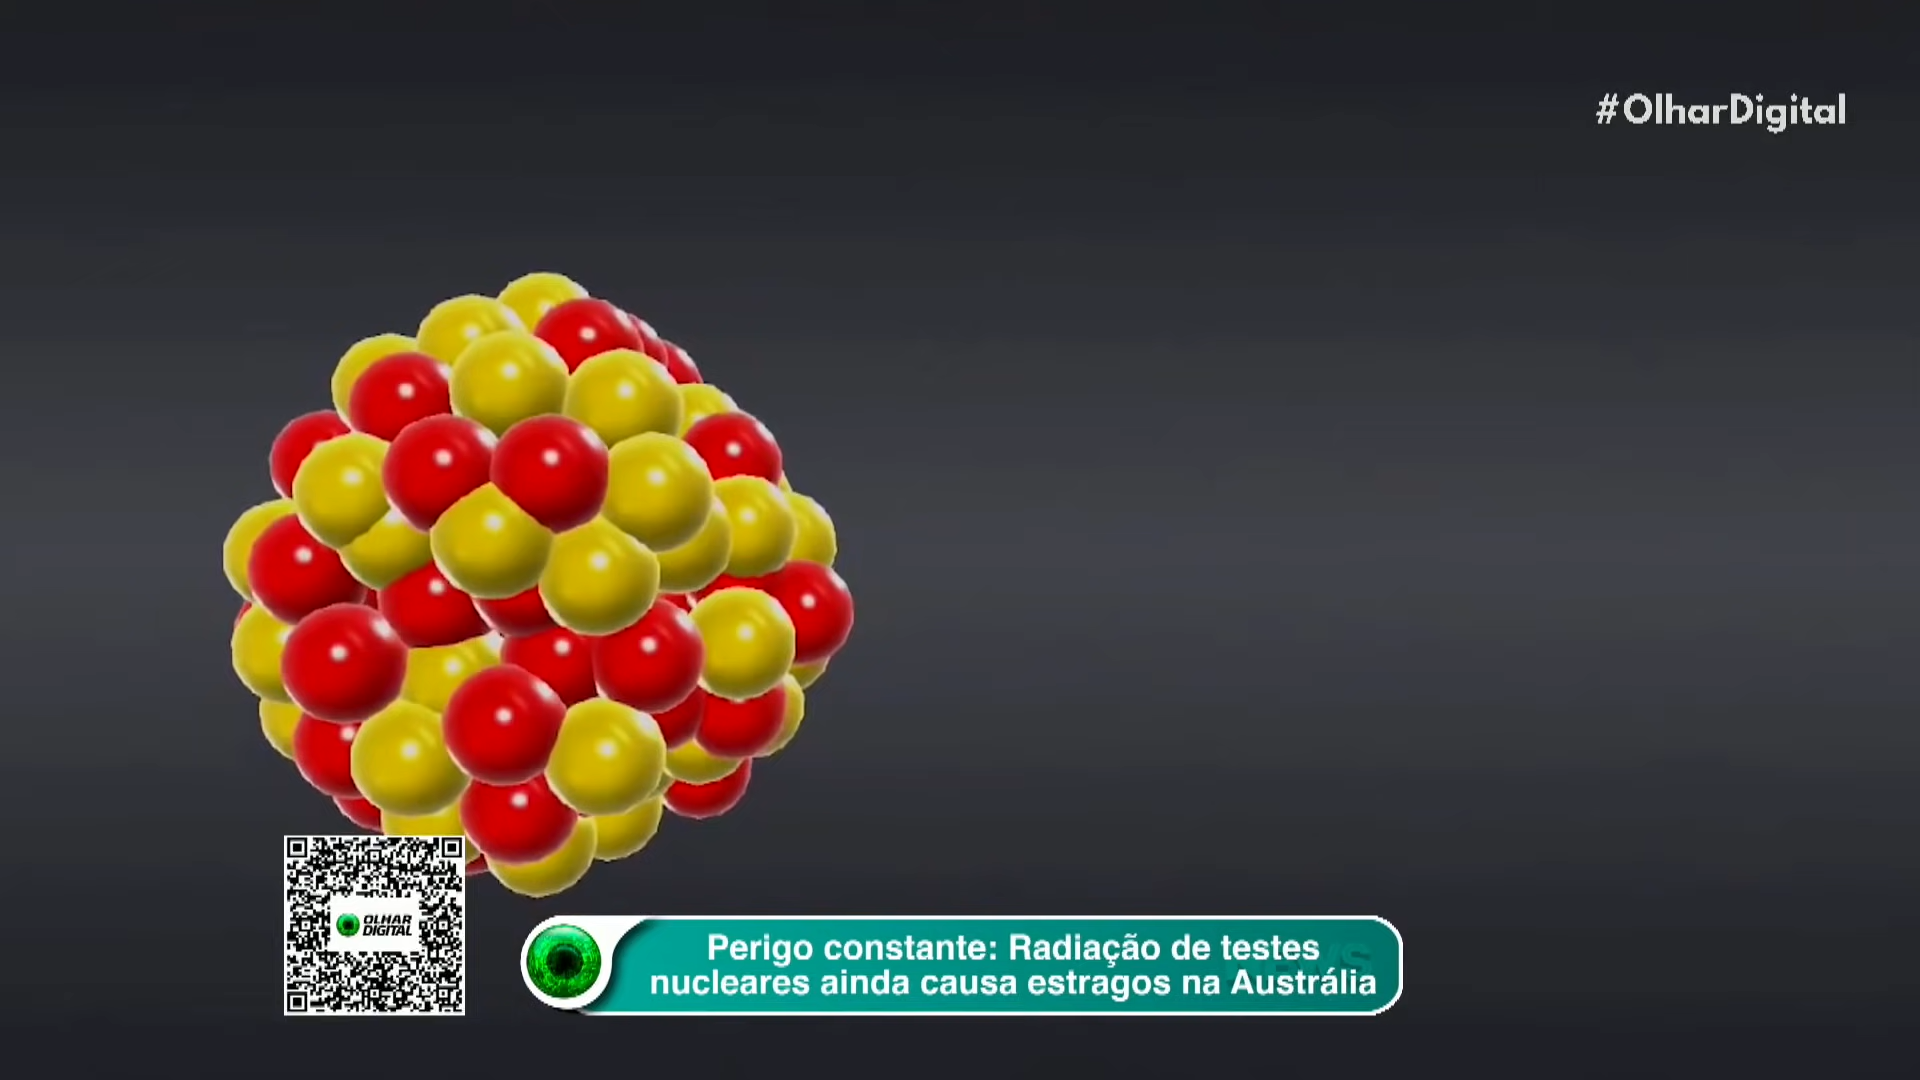 #OlharDigital
OLHAR
DIGITAL
Perigo constante: Radiação de testes
nucleares ainda causa estragos na Austrália